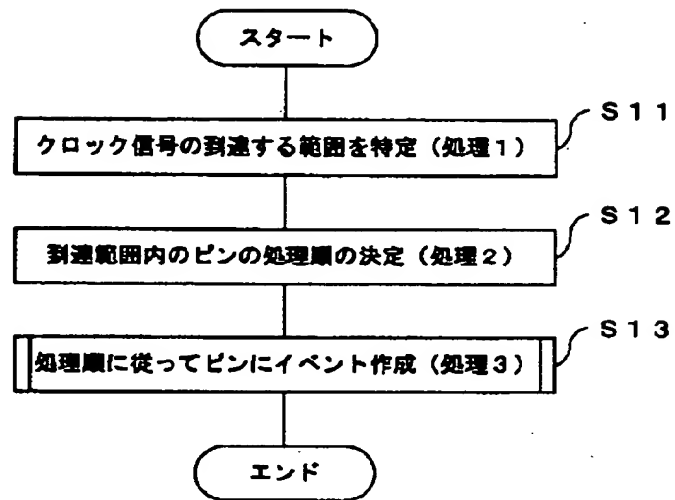 スタート
S11
クロック信号の到達する範囲を特定（処理1）
S12
到達範囲内のピンの処理順の決定（処理2）
S13
処理順に従ってピンにイベント作成（処理3）
エンド